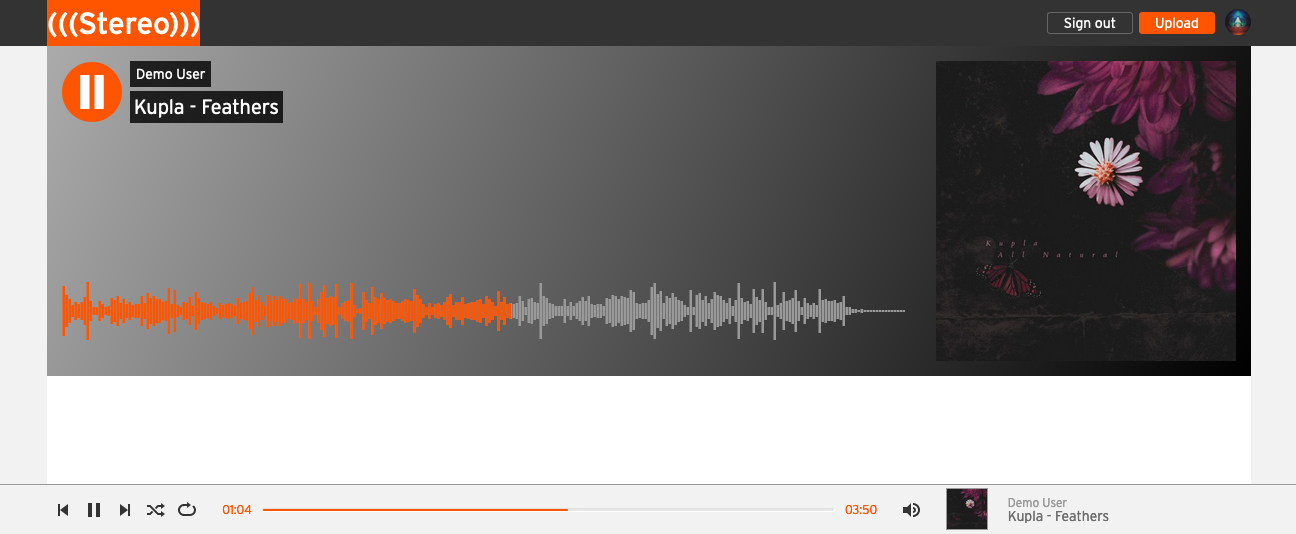 (((Stereo)))
Sign out
Upload
Demo User
Kupla - Feathers
Kupla
All Natural
01:04
03:50
Demo User
Kupla - Feathers